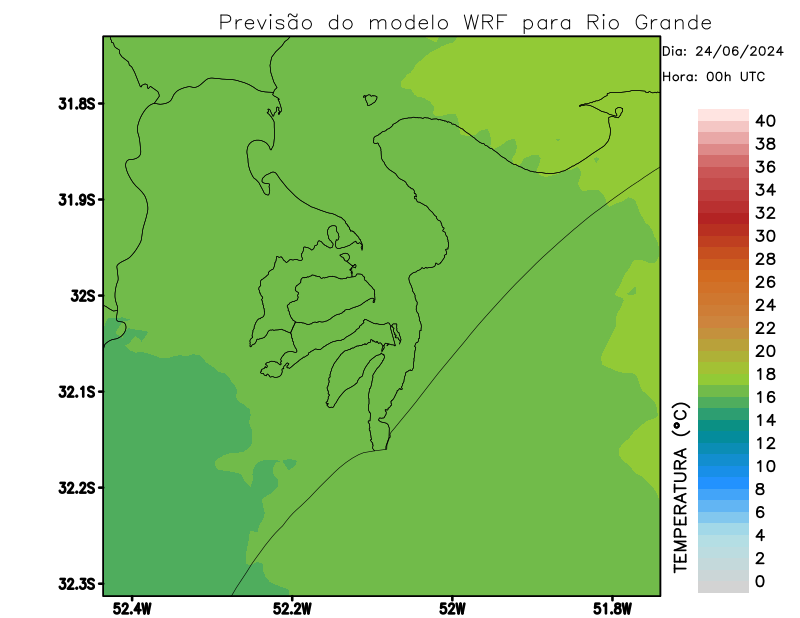 Previsão do modelo WRF para Rio Grande
Dia: 24/06/2024
Hora: 00h UTC
31.8S
31.9S
32S
32.1S
32.2S
32.3S
52.4W
52.2W
52W
51.8W
TEMPERATURA (°C)
40
38
36
34
32
30
28
26
24
22
20
18
16
14
12
10
8
6
4
2
0